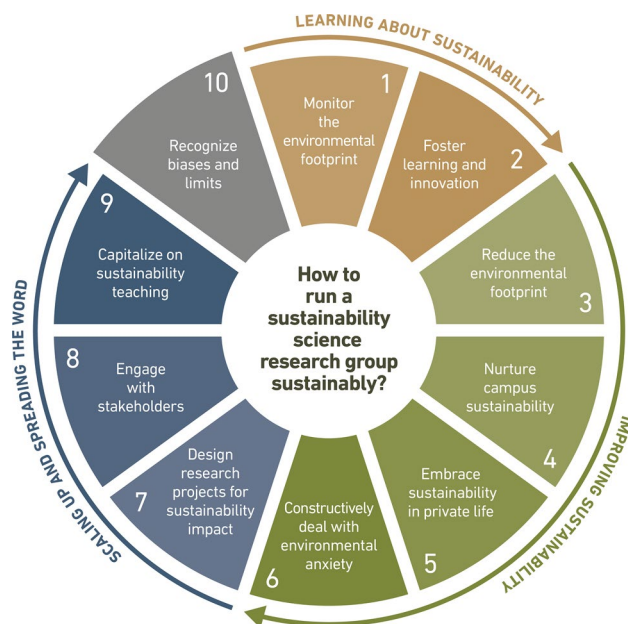 LEARNING ABOUT SUSTAINABILITY
How to
run a
sustainability
science
research group
sustainably?
1
Monitor
the
environmental
footprint
2
Foster
learning and
innovation
IMPROVING SUSTAINABILITY
3
Reduce the
environmental
footprint
4
Nurture
campus
sustainability
5
Embrace
sustainability
in private life
6
Constructively
deal with
environmental
anxiety
SCALING UP AND SPREADING THE WORD
7
Design
research
projects for
sustainability
impact
8
Engage
with
stakeholders
9
Capitalize on
sustainability
teaching
10
Recognize
biases and
limits